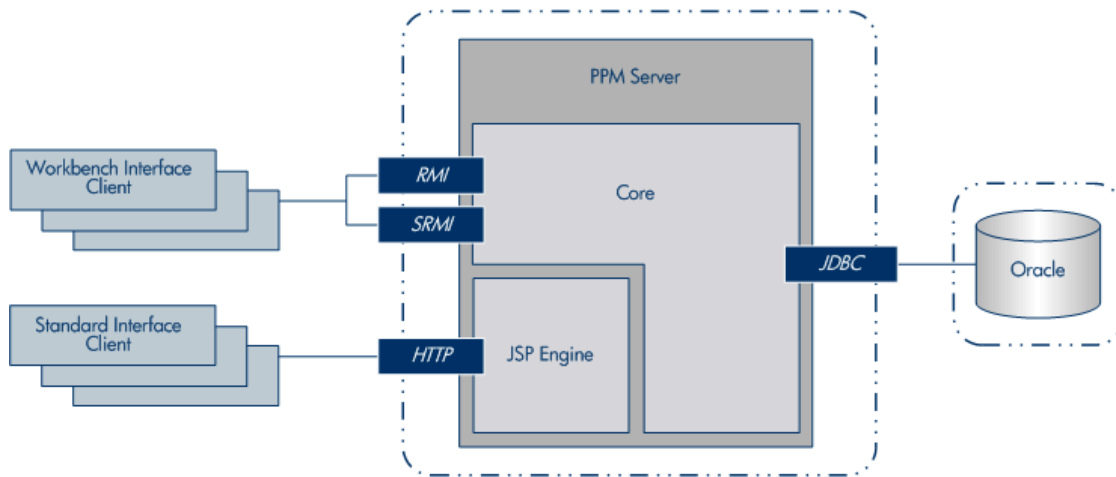 PPM Server
Workbench Interface
Client
RMI
SRMI
Core
JDBC
Oracle
Standard Interface
Client
HTTP
JSP Engine